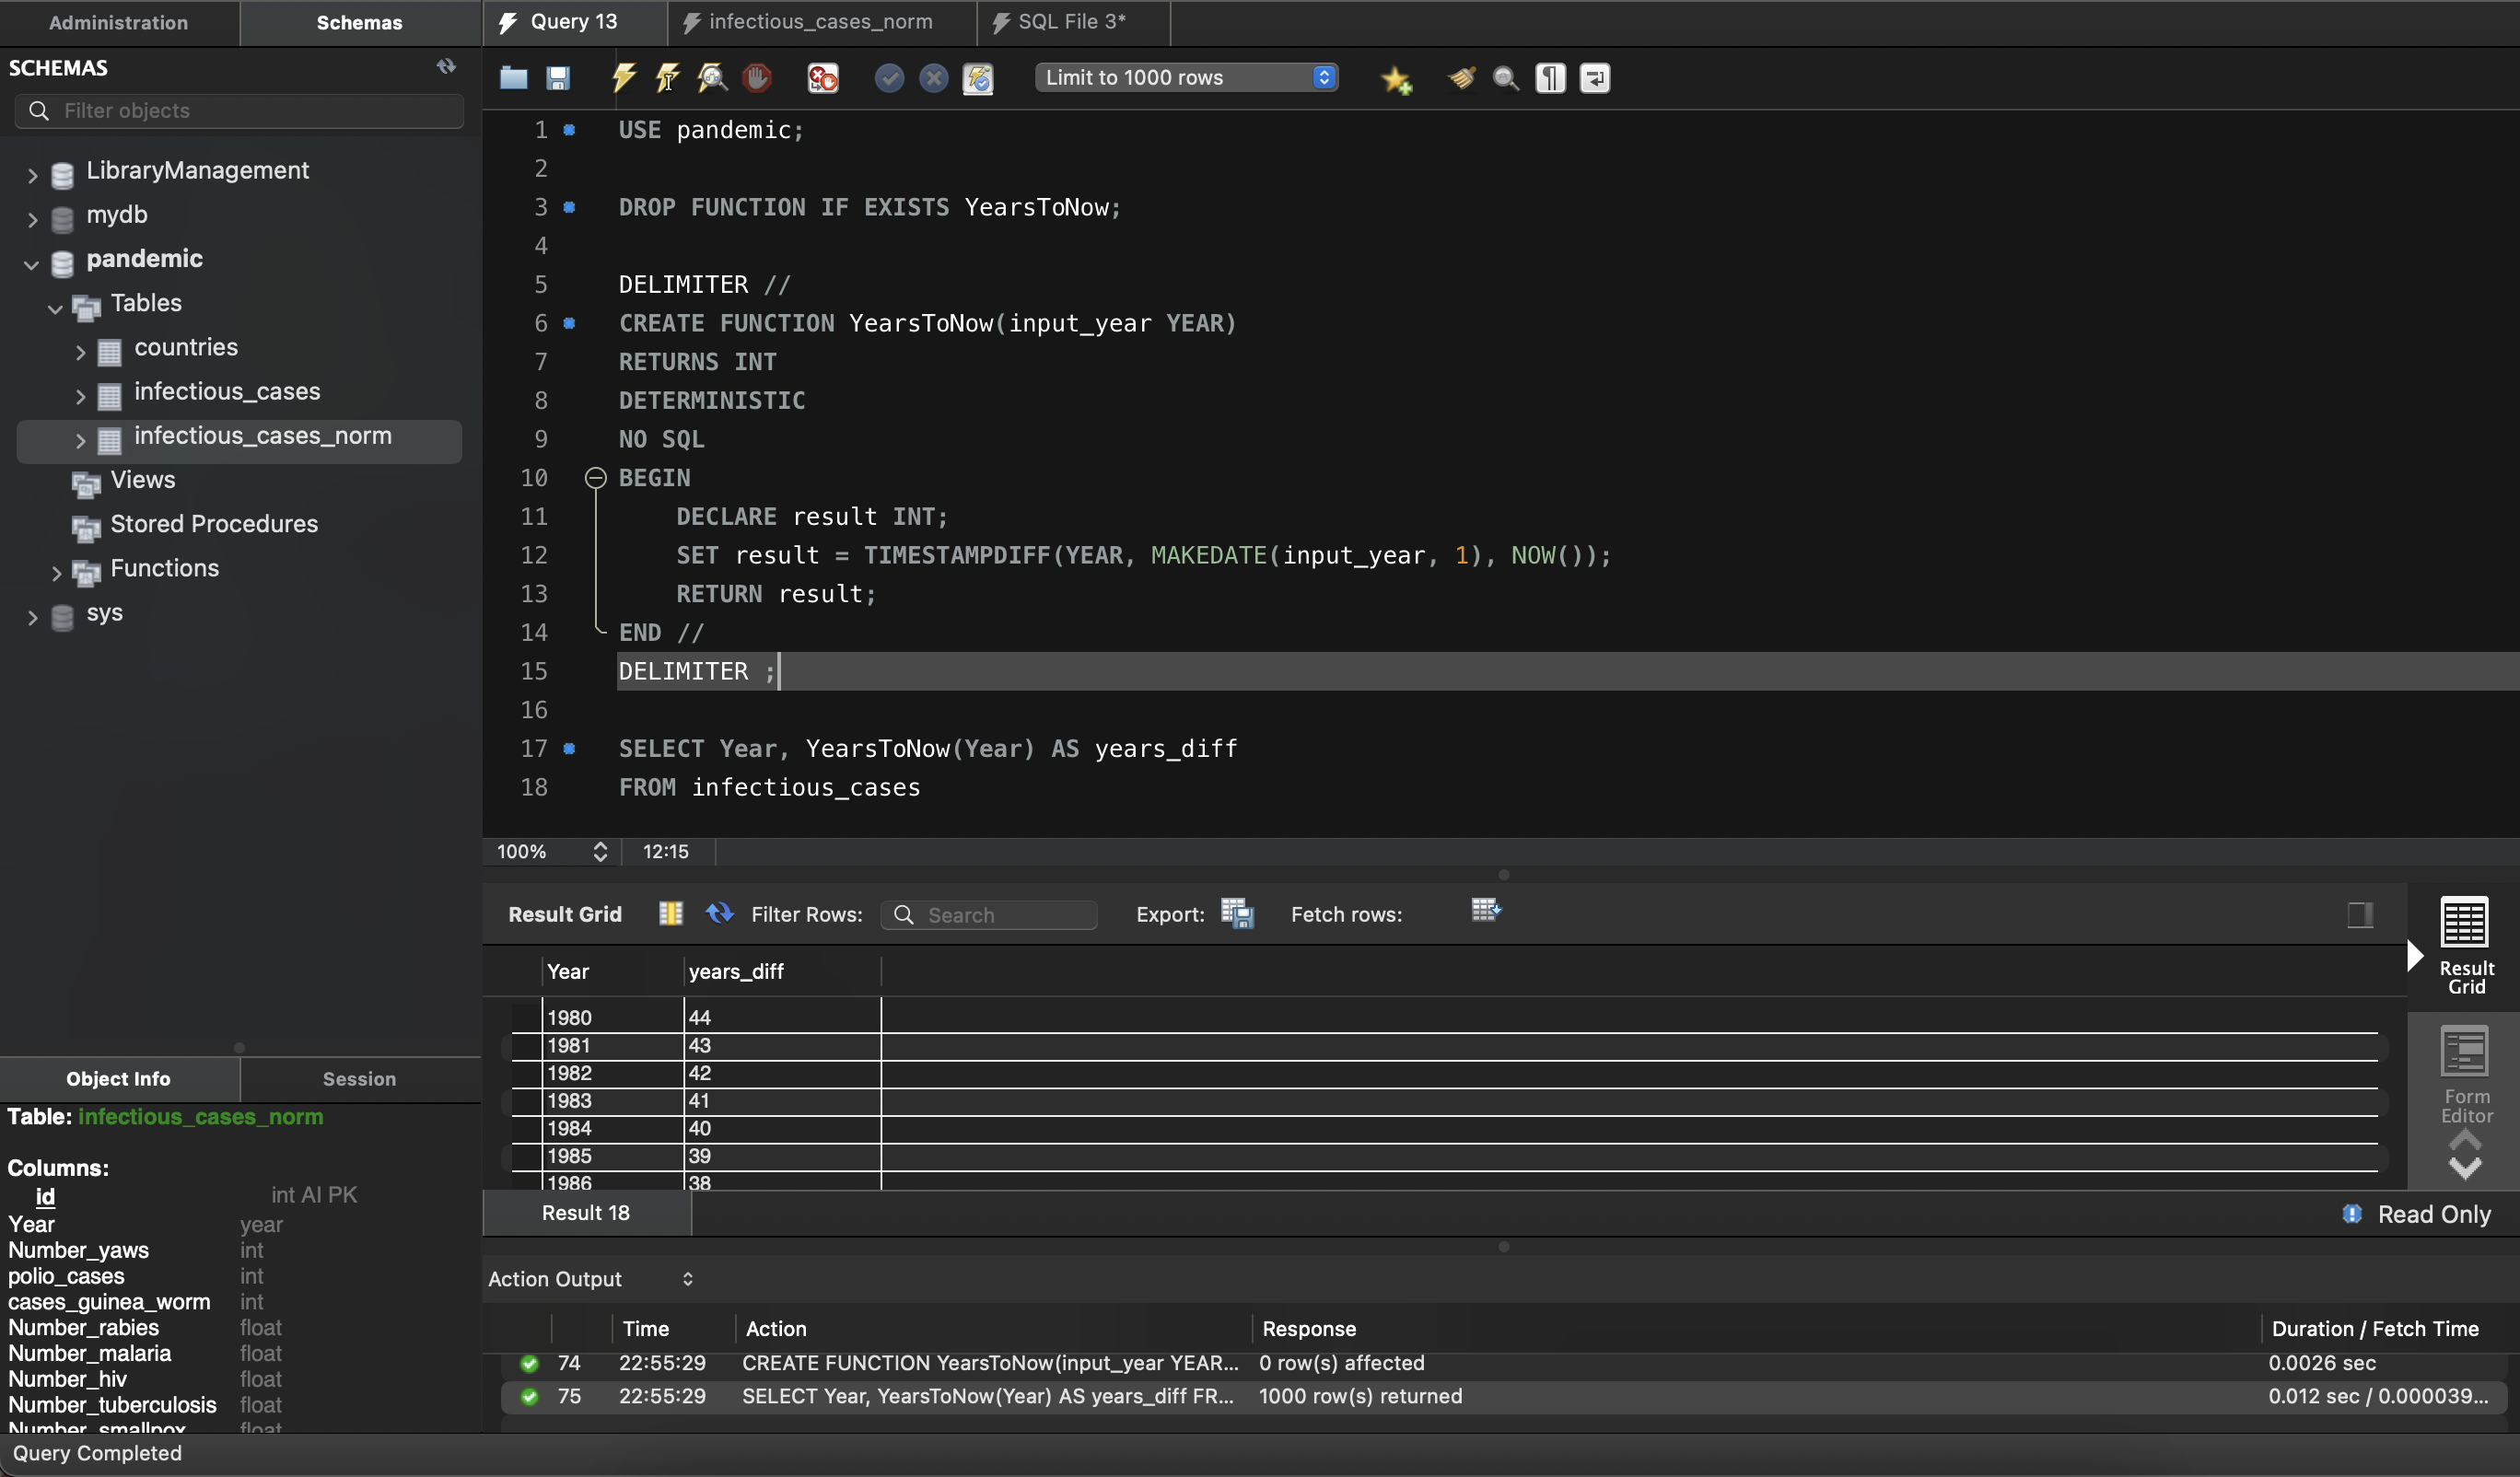 Administration
Schemas
SCHEMAS
Filter objects
LibraryManagement
mydb
pandemic
Tables
countries
infectious_cases
infectious_cases_norm
Views
Stored Procedures
Functions
sys
Object Info
Session
Table: infectious_cases_norm
Columns:
id int AI PK
Year year
Number_yaws int
polio_cases int
cases_guinea_worm int
Number_rabies float
Number_malaria float
Number_hiv float
Number_tuberculosis float
Number_smallpox float
Query 13
infectious_cases_norm
SQL File 3*
Limit to 1000 rows
1 USE pandemic;
2
3 DROP FUNCTION IF EXISTS YearsToNow;
4
5 DELIMITER //
6 CREATE FUNCTION YearsToNow(input_year YEAR)
7 RETURNS INT
8 DETERMINISTIC
9 NO SQL
10 BEGIN
11 DECLARE result INT;
12 SET result = TIMESTAMPDIFF(YEAR, MAKEDATE(input_year, 1), NOW());
13 RETURN result;
14 END //
15 DELIMITER ;
16
17 SELECT Year, YearsToNow(Year) AS years_diff
18 FROM infectious_cases
100% 12:15
Result Grid Filter Rows: Search Export: Fetch rows:
Year years_diff
1980 44
1981 43
1982 42
1983 41
1984 40
1985 39
1986 38
Result Grid
Form Editor
Result 18
Read Only
Action Output
Time Action Response Duration / Fetch Time
74 22:55:29 CREATE FUNCTION YearsToNow(input_year YEAR... 0 row(s) affected 0.0026 sec
75 22:55:29 SELECT Year, YearsToNow(Year) AS years_diff FR... 1000 row(s) returned 0.012 sec / 0.000039...
Query Completed